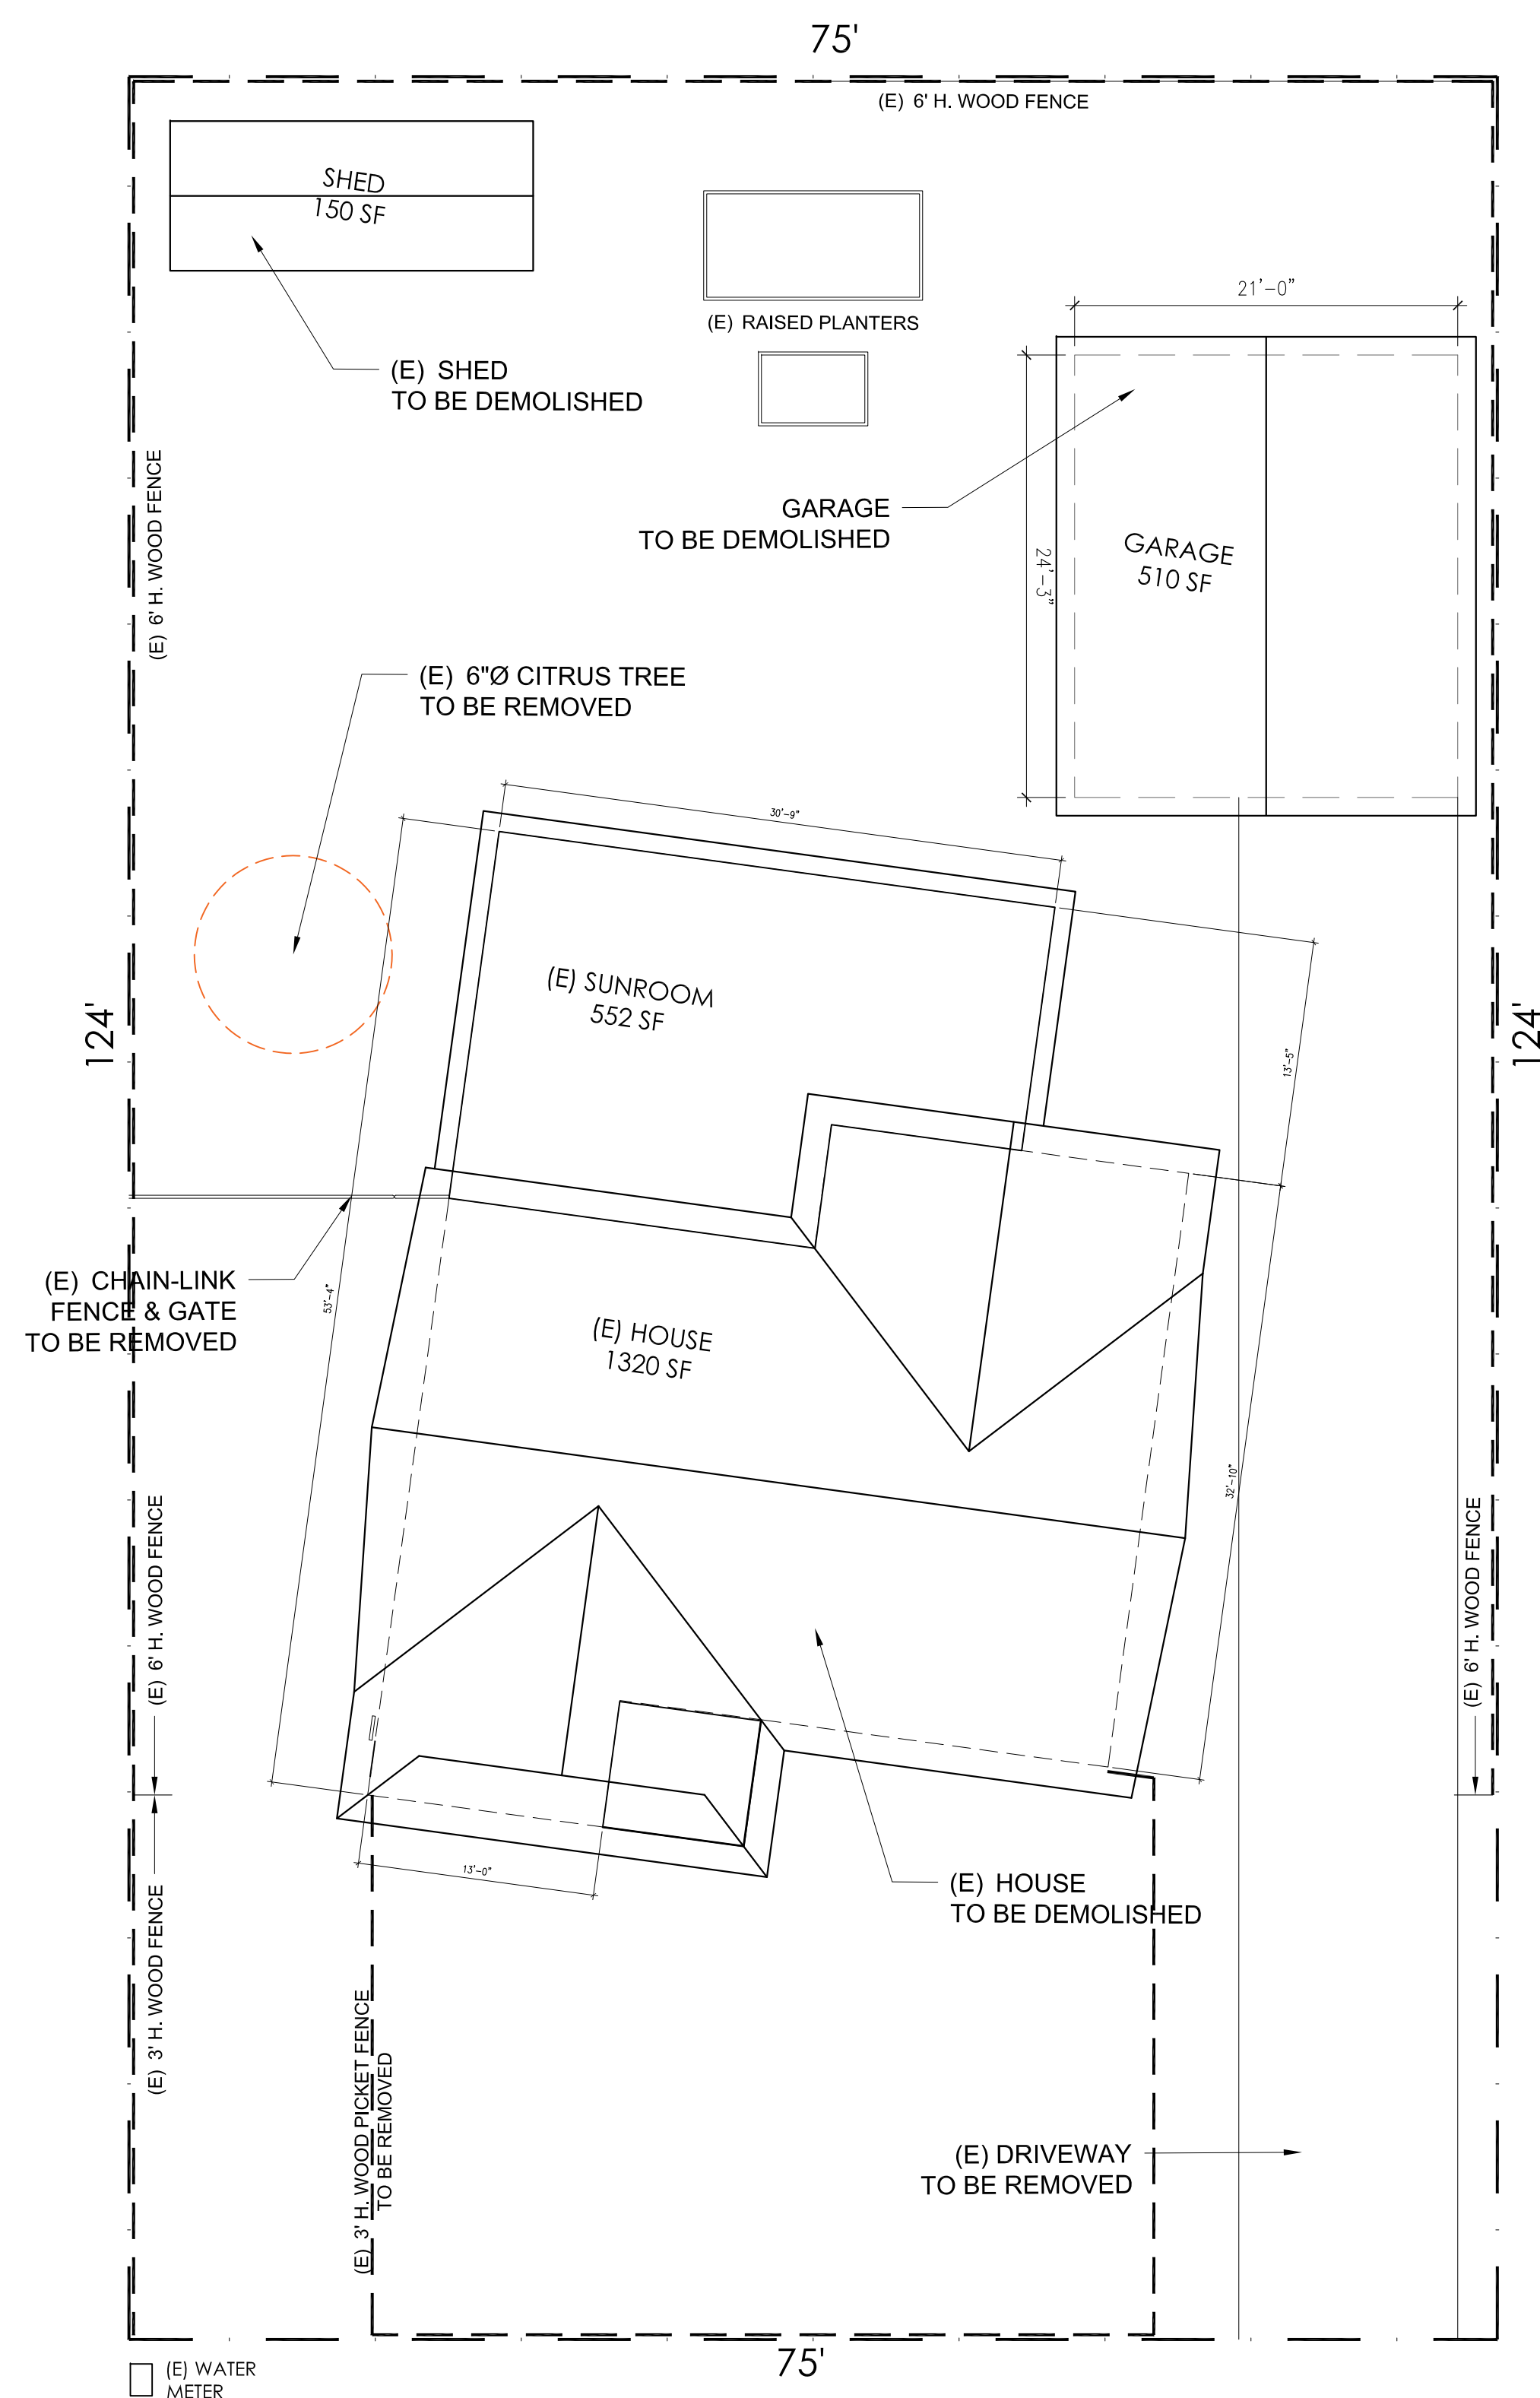 75'
(E) 6' H. WOOD FENCE
SHED
150 SF
21'-0"
(E) RAISED PLANTERS
(E) SHED
TO BE DEMOLISHED
(E) 6' H. WOOD FENCE
GARAGE
TO BE DEMOLISHED
24'-3"
GARAGE
510 SF
(E) 6"Ø CITRUS TREE
TO BE REMOVED
30'-9"
(E) SUNROOM
552 SF
124'
124'
13'-5"
(E) CHAIN-LINK
FENCE & GATE
TO BE REMOVED
53'-4"
(E) HOUSE
1320 SF
32'-10"
(E) 6' H. WOOD FENCE
(E) 6' H. WOOD FENCE
13'-0"
(E) HOUSE
TO BE DEMOLISHED
(E) 3' H. WOOD FENCE
(E) 3' H. WOOD PICKET FENCE
TO BE REMOVED
(E) DRIVEWAY
TO BE REMOVED
75'
(E) WATER
METER